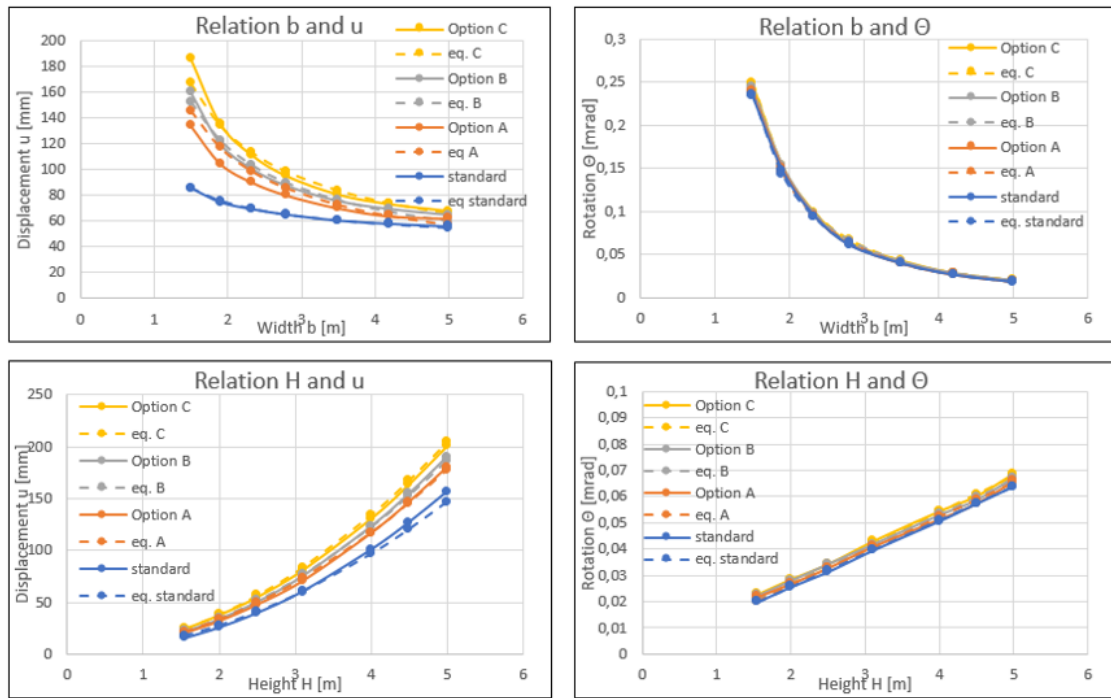 Relation b and u
200
180
160
140
120
100
80
60
40
20
0
Displacement u [mm]
0 1 2 3 4 5 6
Width b [m]
Option C
eq. C
Option B
eq. B
Option A
eq A
standard
eq standard
Relation b and Θ
0,3
0,25
0,2
0,15
0,1
0,05
0
Rotation Θ [mrad]
0 1 2 3 4 5 6
Width b [m]
Option C
eq. C
Option B
eq. B
Option A
eq. A
standard
eq. standard
Relation H and u
250
200
150
100
50
0
Displacement u [mm]
0 1 2 3 4 5 6
Height H [m]
Option C
eq. C
Option B
eq. B
Option A
eq. A
standard
eq. standard
Relation H and Θ
0,1
0,09
0,08
0,07
0,06
0,05
0,04
0,03
0,02
0,01
0
Rotation Θ [mrad]
0 1 2 3 4 5 6
Height H [m]
Option C
eq. C
Option B
eq. B
Option A
eq. A
standard
eq. standard